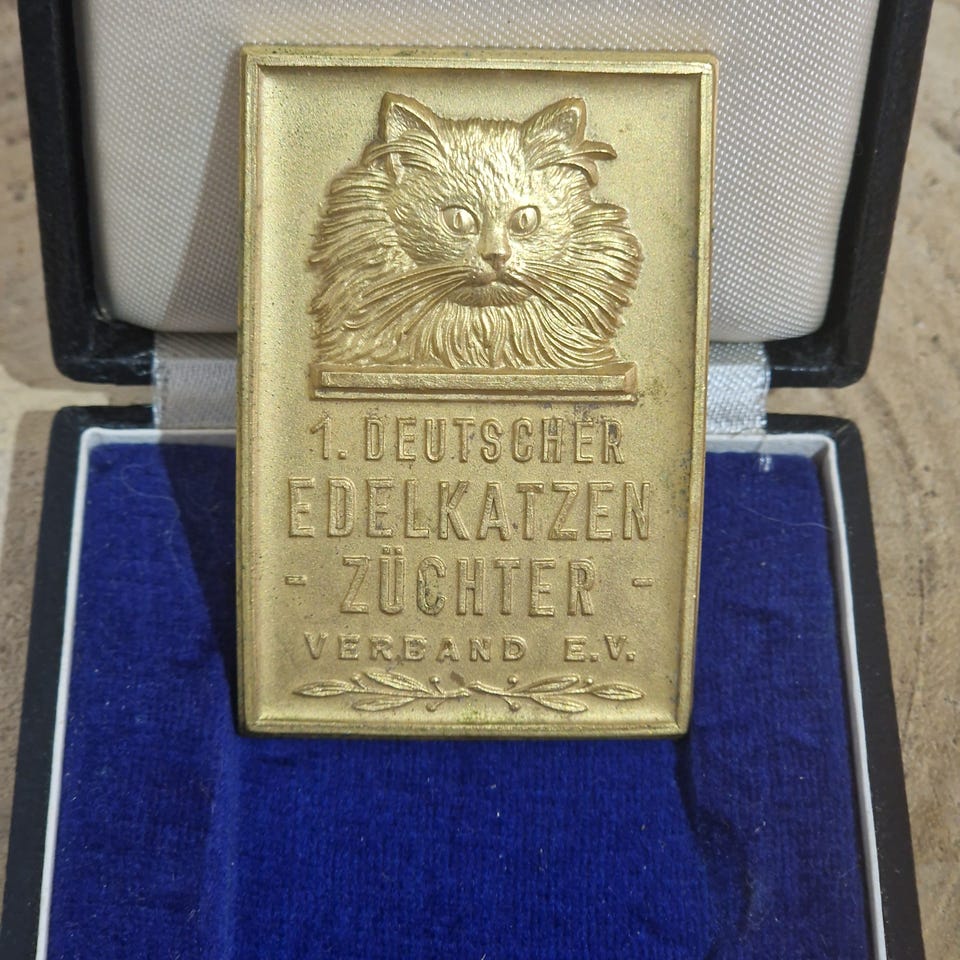 1. DEUTSCHER
EDELKATZEN
- ZÜCHTER -
VERBAND E.V.